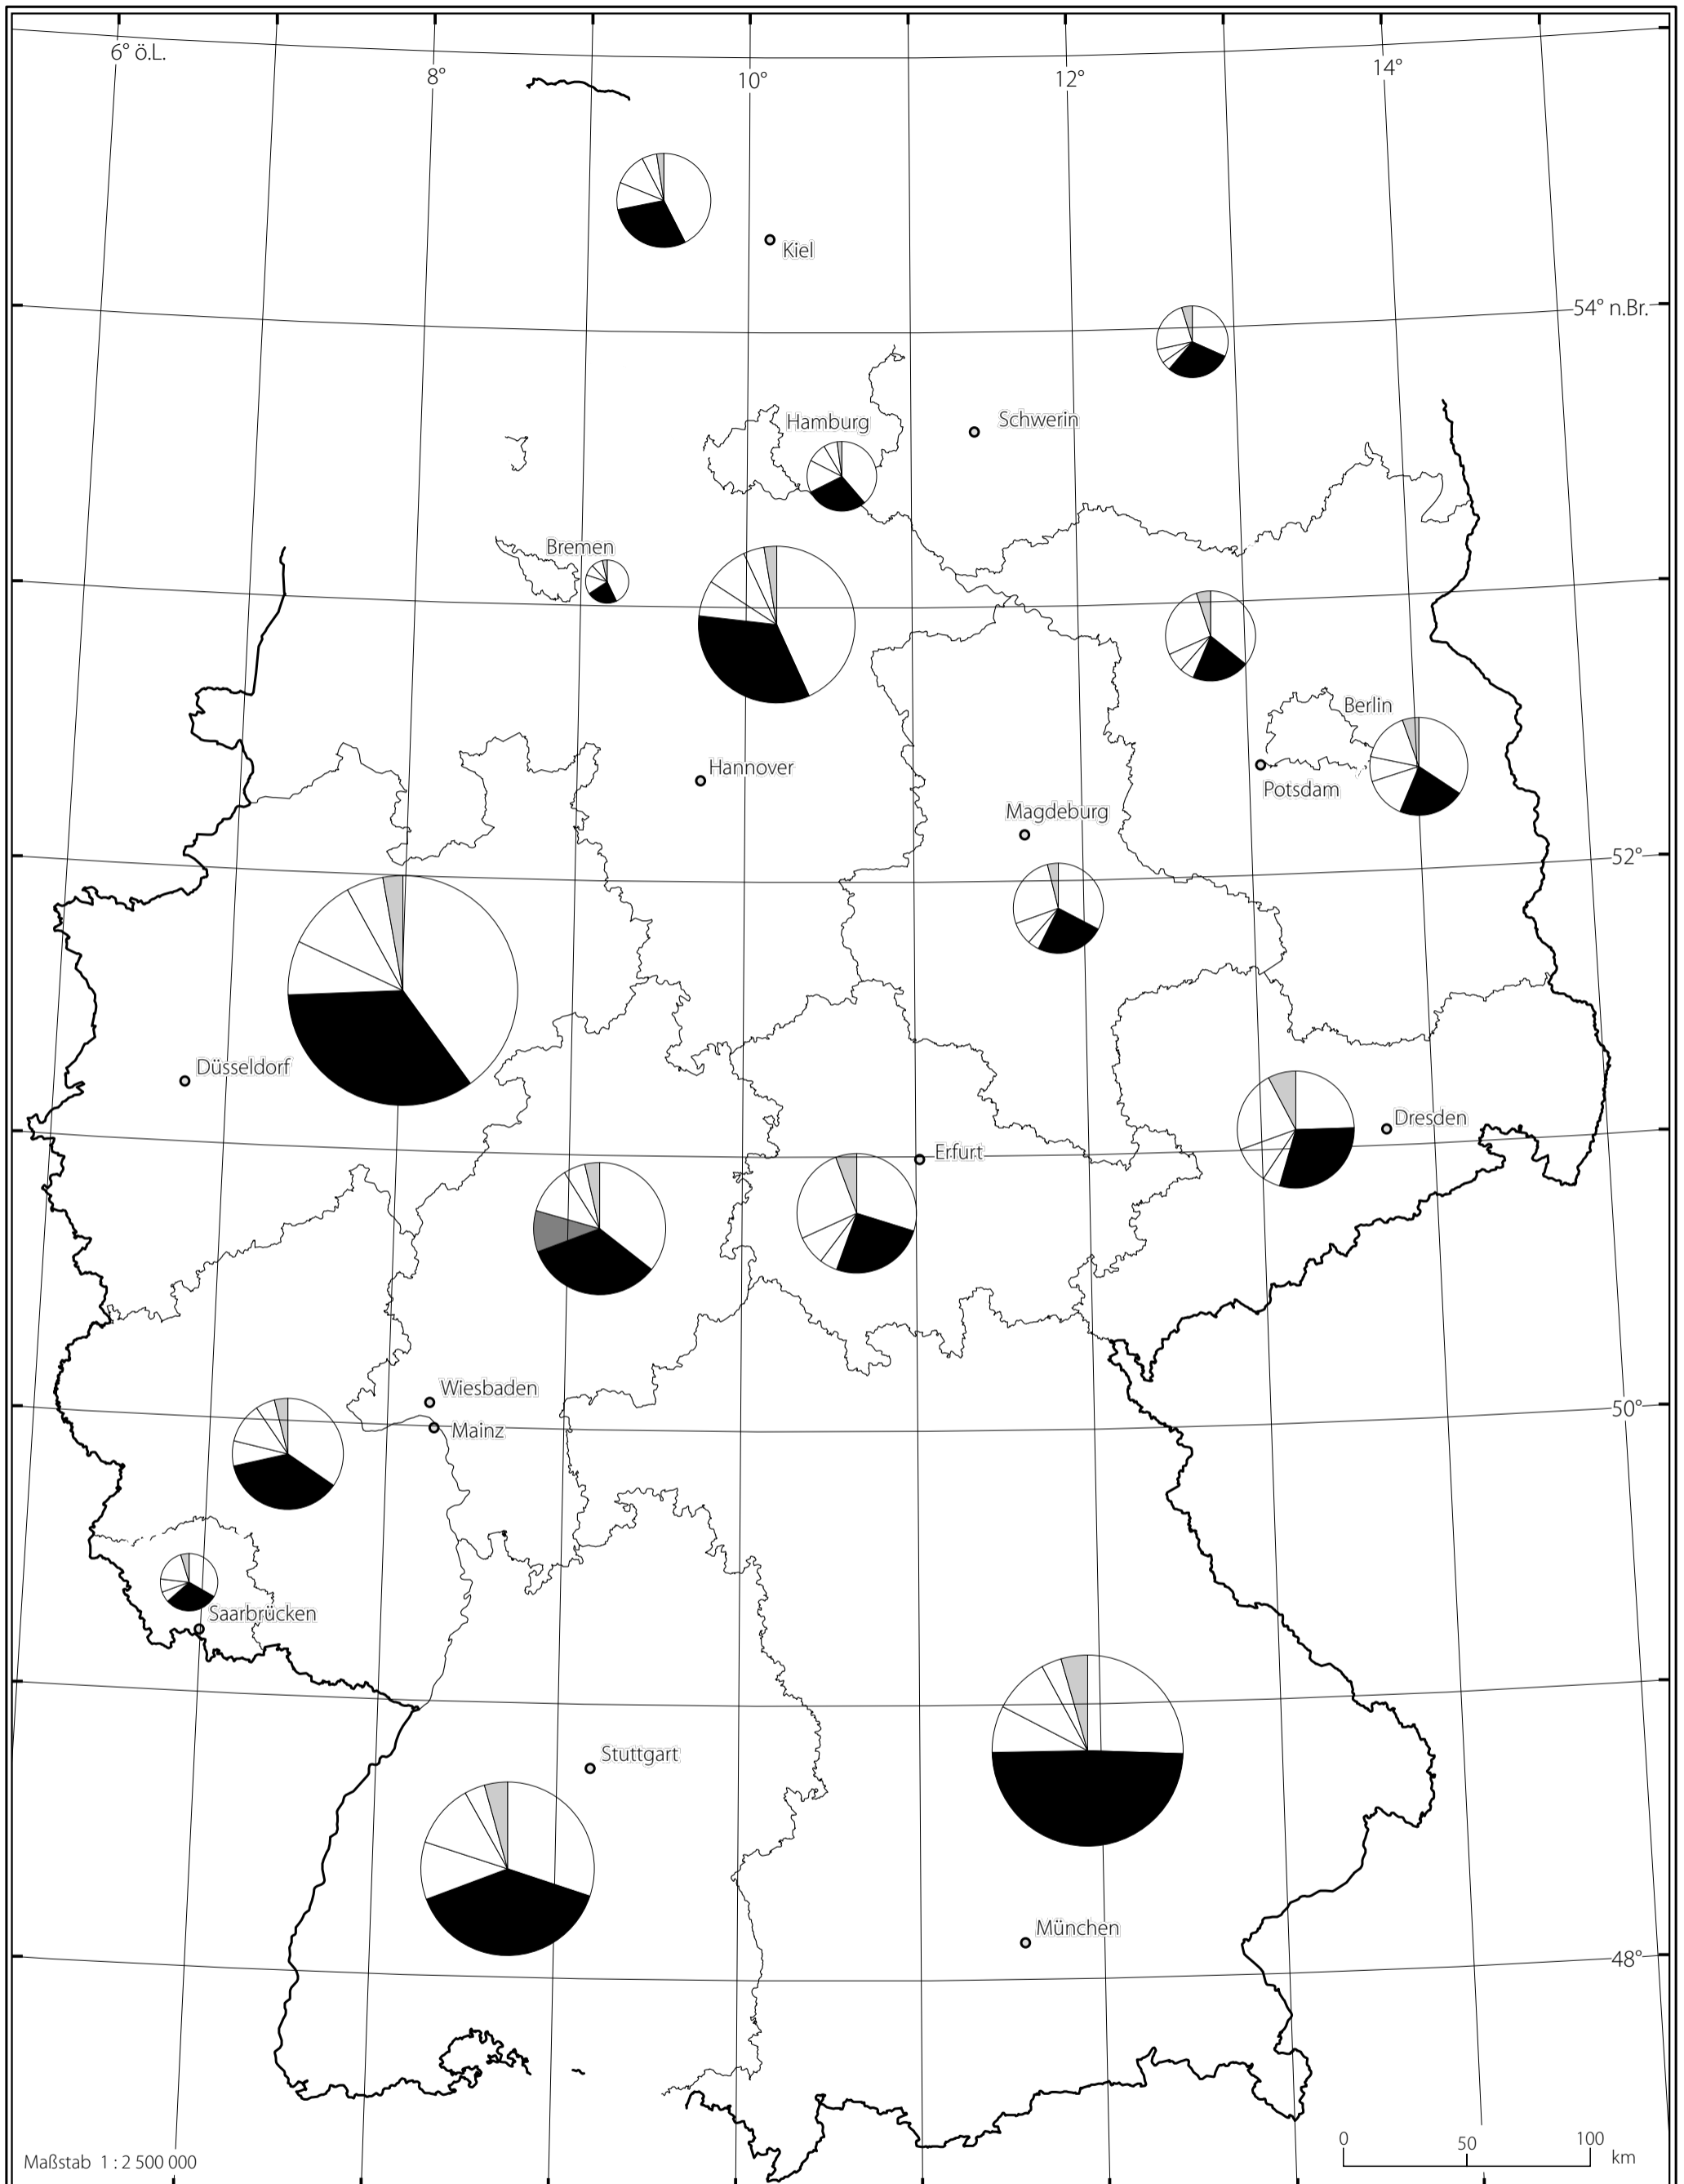 6° ö.L.
8°
10°
12°
14°
Kiel
54° n.Br.
Hamburg
Schwerin
Bremen
Berlin
Hannover
Potsdam
Magdeburg
52°
Düsseldorf
Dresden
Erfurt
Wiesbaden
50°
Mainz
Saarbrücken
Stuttgart
München
48°
0 50 100 km
Maßstab 1 : 2 500 000